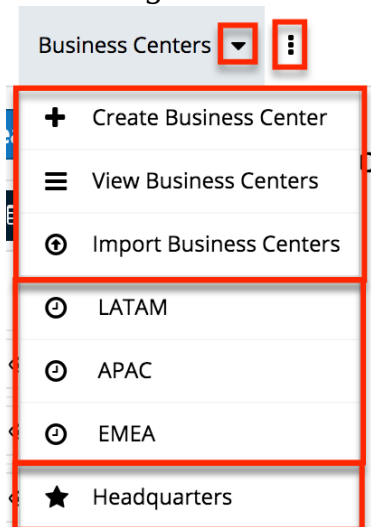 Business Centers
Create Business Center
View Business Centers
Import Business Centers
LATAM
APAC
EMEA
Headquarters